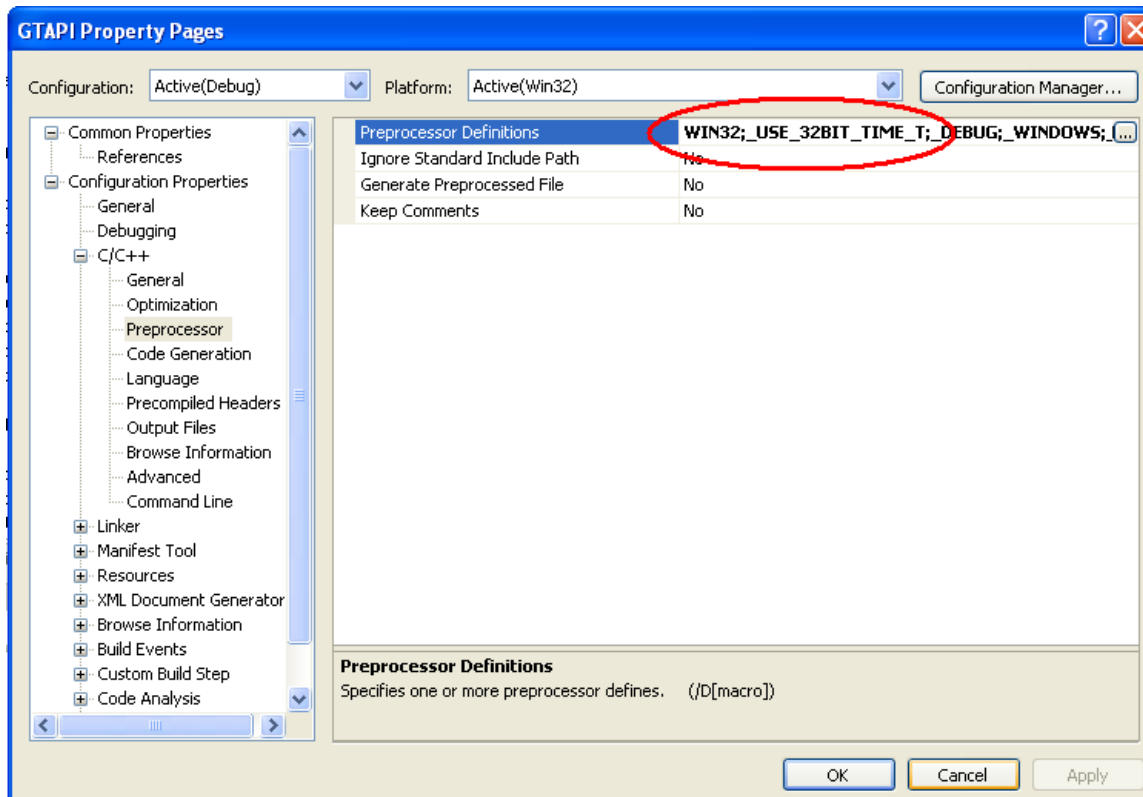 GTAPI Property Pages
Configuration: Active(Debug) Platform: Active(Win32) Configuration Manager...
Common Properties
References
Configuration Properties
General
Debugging
C/C++
General
Optimization
Preprocessor
Code Generation
Language
Precompiled Headers
Output Files
Browse Information
Advanced
Command Line
Linker
Manifest Tool
Resources
XML Document Generator
Browse Information
Build Events
Custom Build Step
Code Analysis
Preprocessor Definitions WIN32;_USE_32BIT_TIME_T;_DEBUG;_WINDOWS;_ ...
Ignore Standard Include Path No
Generate Preprocessed File No
Keep Comments No
Preprocessor Definitions
Specifies one or more preprocessor defines. (/D[macro])
OK Cancel Apply